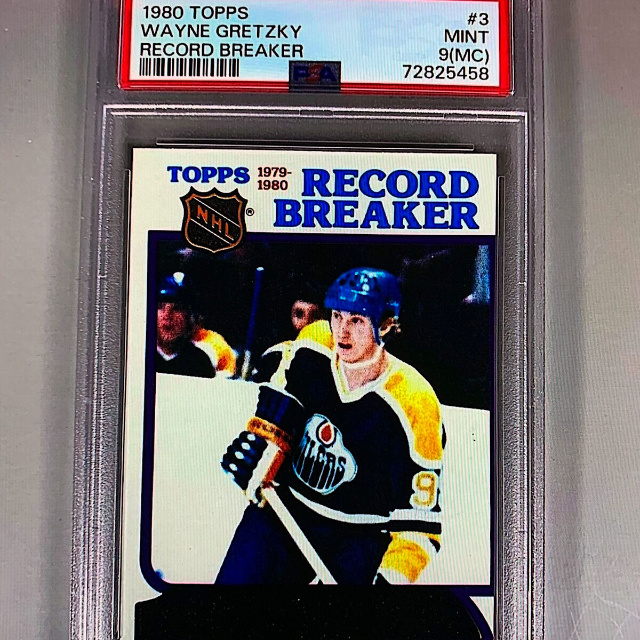 1980 TOPPS #3
WAYNE GRETZKY MINT
RECORD BREAKER 9(MC)
PSA 72825458
TOPPS 1979-
1980 RECORD
BREAKER
NHL ®
OILERS
9